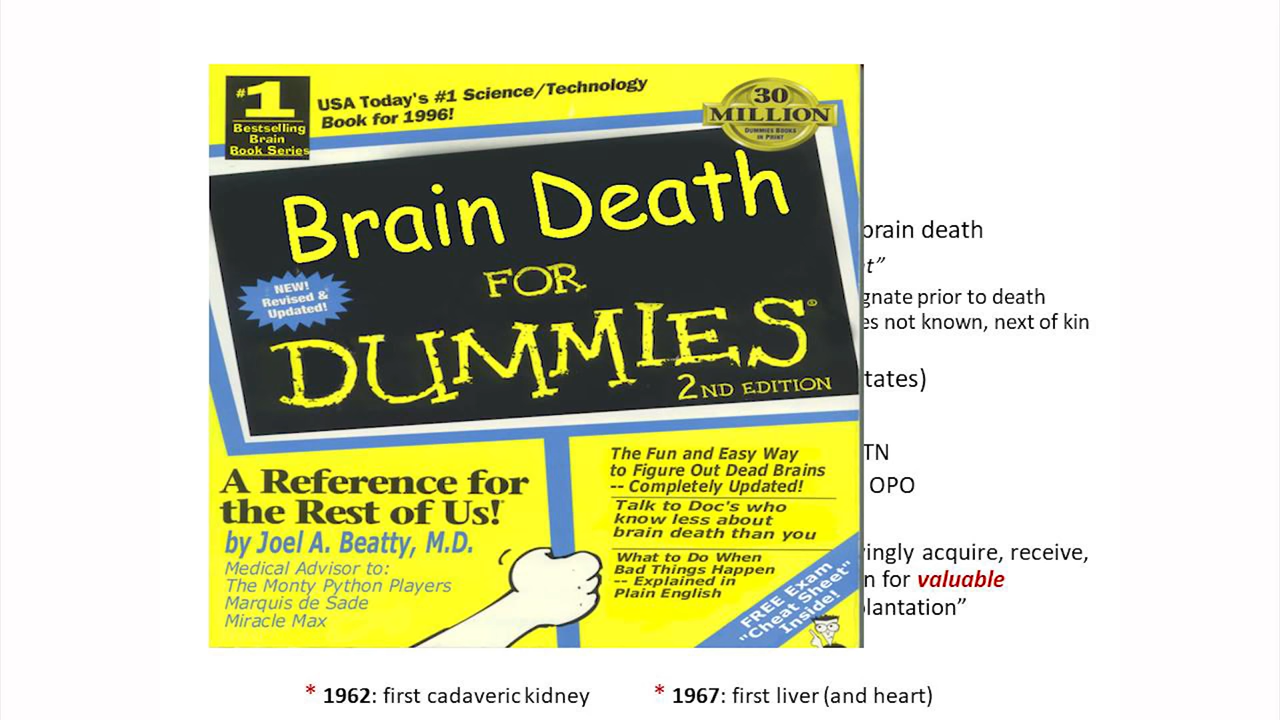 #1
Bestselling
Brain
Book Series
USA Today's #1 Science/Technology
Book for 1996!
30
MILLION
DUMMIES BOOKS
IN PRINT
Brain Death
FOR
DUMMIES®
2ND EDITION
NEW!
Revised &
Updated!
A Reference for
the Rest of Us!
by Joel A. Beatty, M.D.
Medical Advisor to:
The Monty Python Players
Marquis de Sade
Miracle Max
The Fun and Easy Way
to Figure Out Dead Brains
-- Completely Updated!
Talk to Doc's who
know less about
brain death than you
What to Do When
Bad Things Happen
-- Explained in
Plain English
FREE Exam
"Cheat Sheet"
Inside!
brain death
t”
gnate prior to death
es not known, next of kin
tates)
TN
OPO
vingly acquire, receive,
n for valuable
plantation”
* 1962: first cadaveric kidney
* 1967: first liver (and heart)